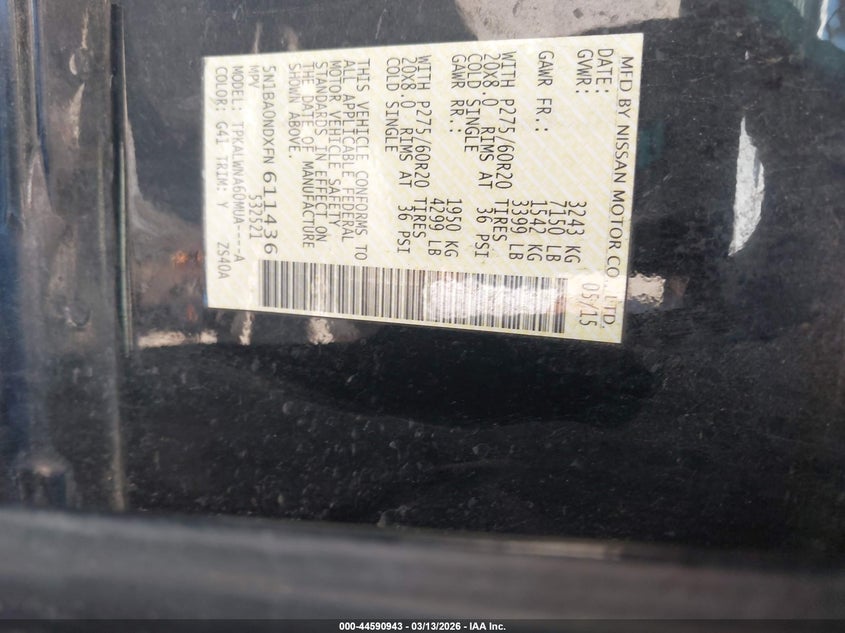 MFD BY NISSAN MOTOR CO., LTD.
DATE: 05/15
GVWR: 3243 KG
7150 LB
GAWR FR.: 1542 KG
3399 LB
WITH P275/60R20 TIRES
20X8.0 RIMS AT 36 PSI
COLD SINGLE
GAWR RR.: 1950 KG
4299 LB
WITH P275/60R20 TIRES
20X8.0 RIMS AT 36 PSI
COLD SINGLE
THIS VEHICLE CONFORMS TO
ALL APPLICABLE FEDERAL
MOTOR VEHICLE SAFETY
STANDARDS IN EFFECT ON
THE DATE OF MANUFACTURE
SHOWN ABOVE.
5N1BA0NDXFN611436
MPV 532521
MODEL: TPKALWNA60MUA----A
COLOR: G41 TRIM: Y ZS40A
000-44590943 - 03/13/2026 - IAA Inc.